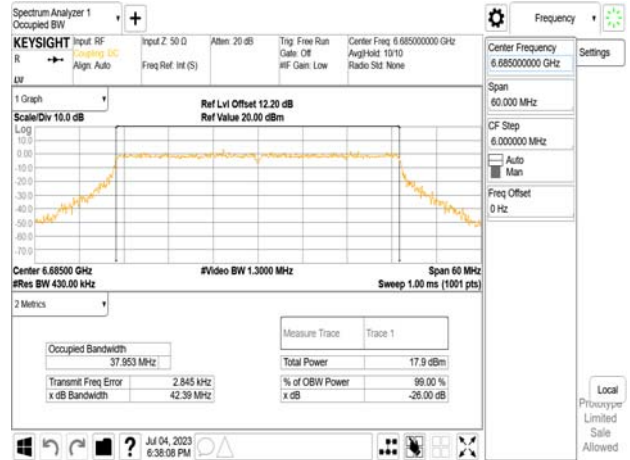 Spectrum Analyzer 1
Occupied BW
Frequency
KEYSIGHT
R
Input: RF
Coupling: DC
Align: Auto
Input Z: 50 Ω
Freq Ref: Int (S)
Atten: 20 dB
Trig: Free Run
Gate: Off
#IF Gain: Low
Center Freq: 6.685000000 GHz
Avg|Hold: 10/10
Radio Std: None
Center Frequency
6.685000000 GHz
Settings
Span
60.000 MHz
CF Step
6.000000 MHz
Auto
Man
Freq Offset
0 Hz
1 Graph
Scale/Div 10.0 dB
Ref Lvl Offset 12.20 dB
Ref Value 20.00 dBm
Log
10.0
0.00
-10.0
-20.0
-30.0
-40.0
-50.0
-60.0
-70.0
Center 6.68500 GHz
#Res BW 430.00 kHz
#Video BW 1.3000 MHz
Span 60 MHz
Sweep 1.00 ms (1001 pts)
2 Metrics
Measure Trace
Trace 1
Occupied Bandwidth
37.953 MHz
Total Power
17.9 dBm
Transmit Freq Error
2.845 kHz
% of OBW Power
99.00 %
x dB Bandwidth
42.39 MHz
x dB
-26.00 dB
Local
Prototype
Limited
Sale
Allowed
?
Jul 04, 2023
6:38:08 PM